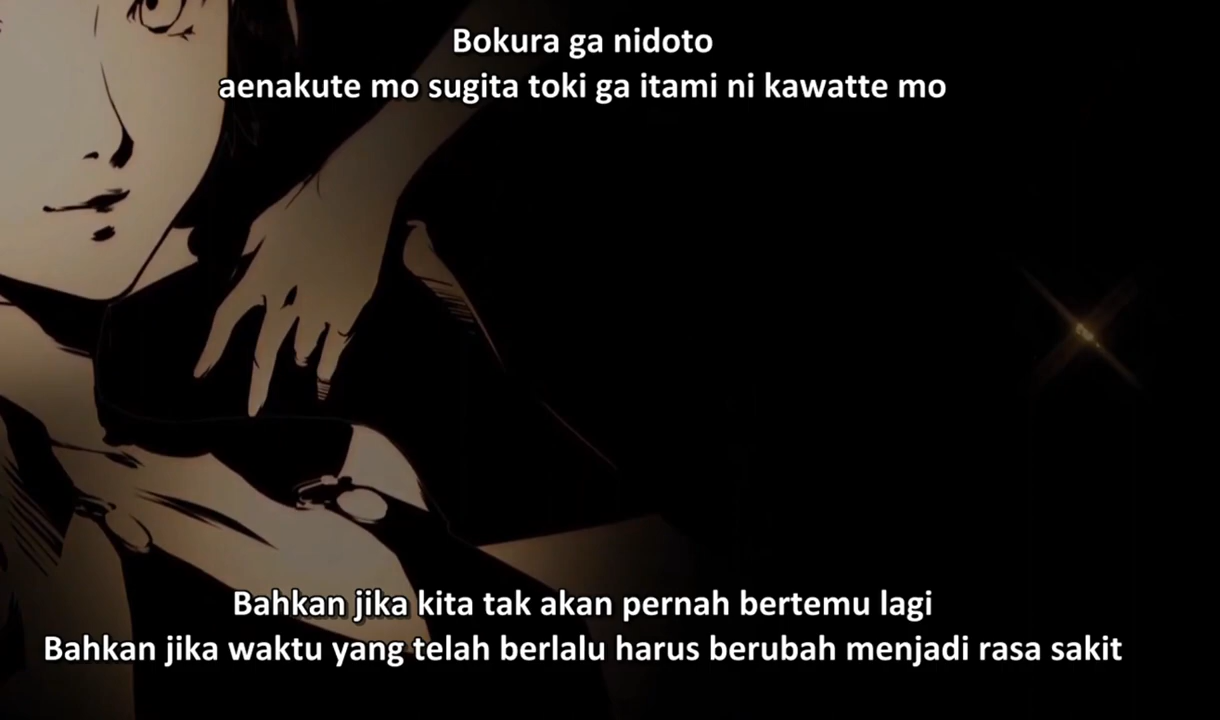 Bokura ga nidoto
aenakute mo sugita toki ga itami ni kawatte mo
Bahkan jika kita tak akan pernah bertemu lagi
Bahkan jika waktu yang telah berlalu harus berubah menjadi rasa sakit